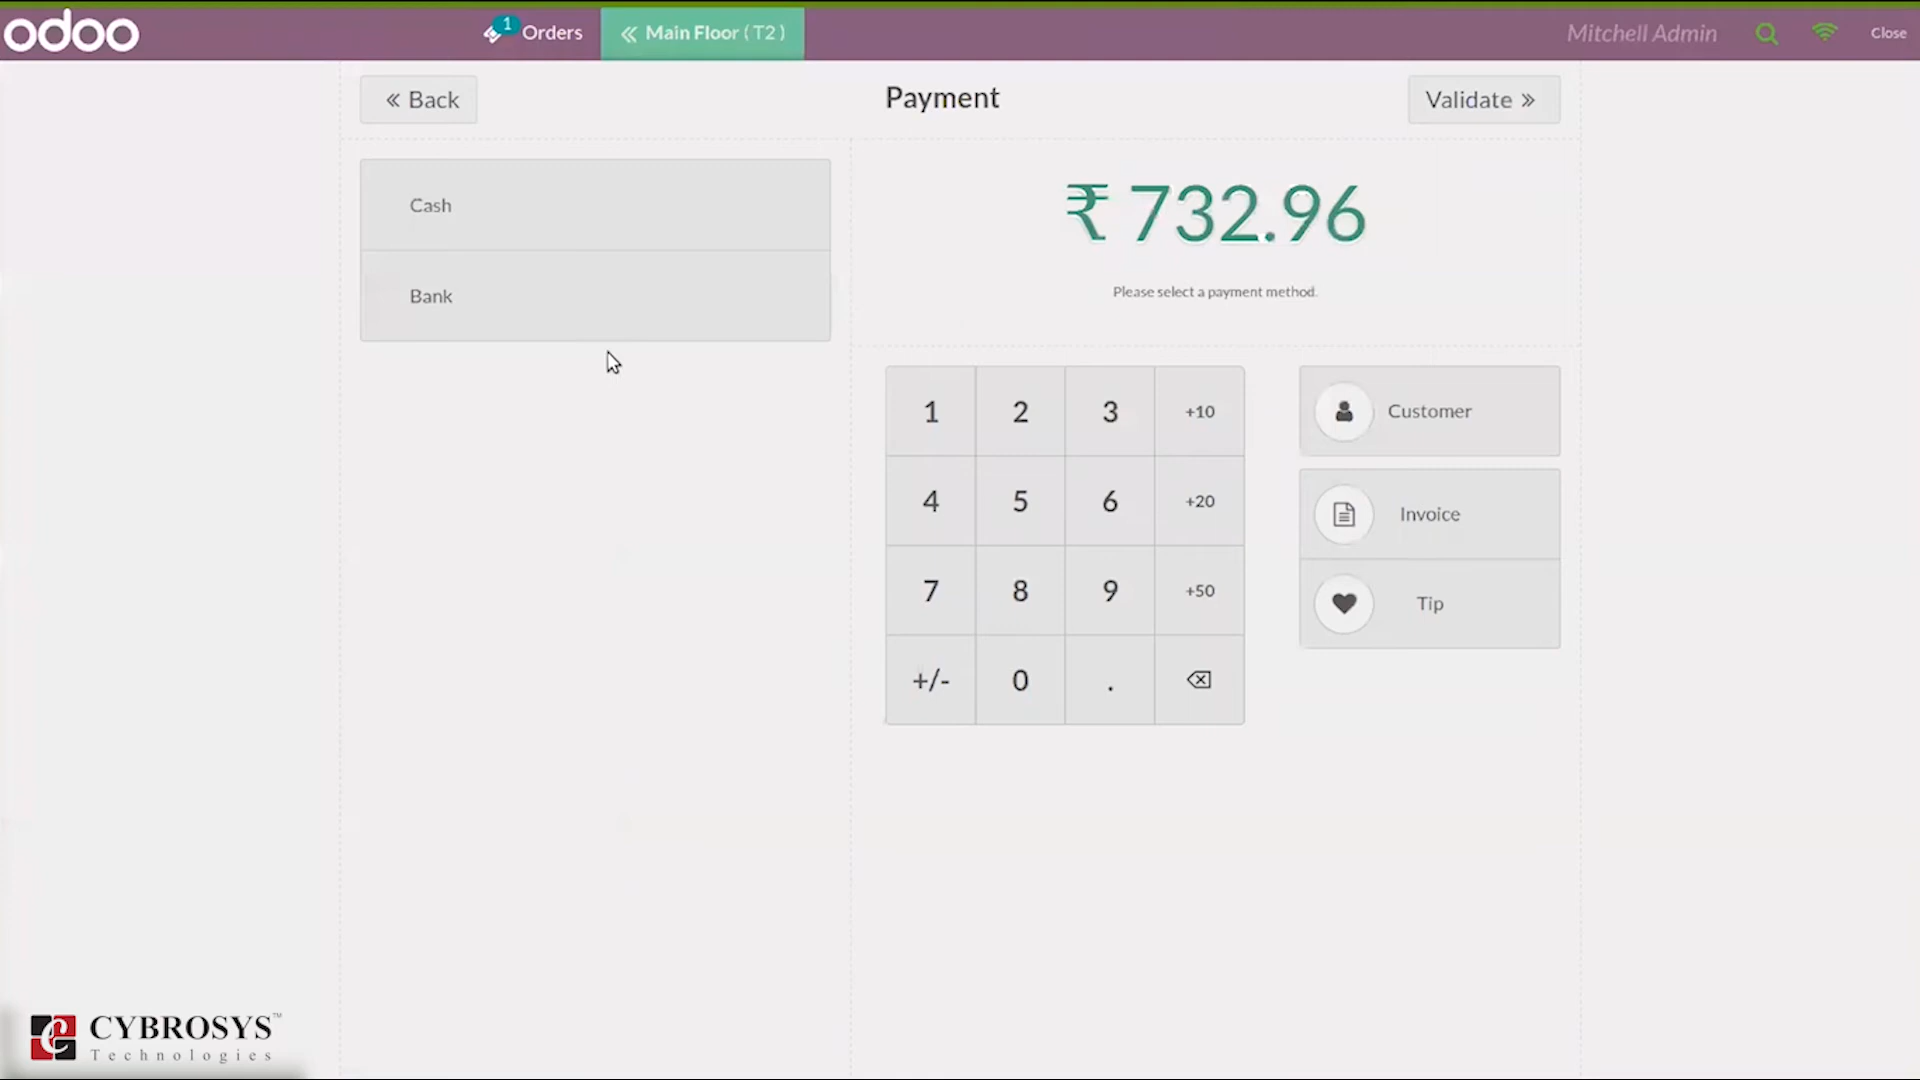 odoo
1
Orders
« Main Floor ( T2 )
Mitchell Admin
Close
« Back
Payment
Validate »
Cash
Bank
₹ 732.96
Please select a payment method.
1 2 3 +10
4 5 6 +20
7 8 9 +50
+/- 0 .
Customer
Invoice
Tip
CYBROSYS™
Technologies